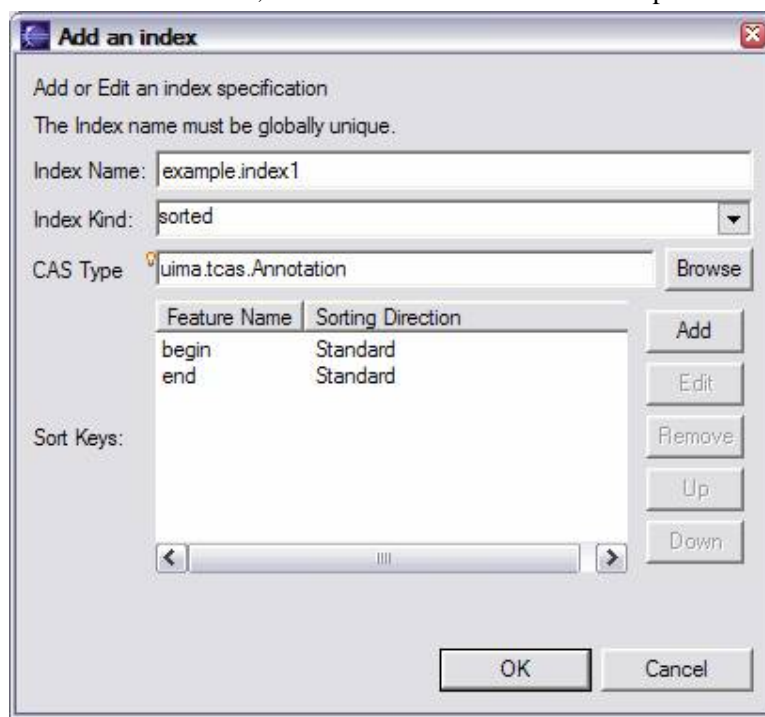 Add an index
Add or Edit an index specification
The Index name must be globally unique.
Index Name: example.index1
Index Kind: sorted
CAS Type uima.tcas.Annotation Browse
Feature Name Sorting Direction
begin Standard
end Standard
Sort Keys:
Add
Edit
Remove
Up
Down
OK Cancel